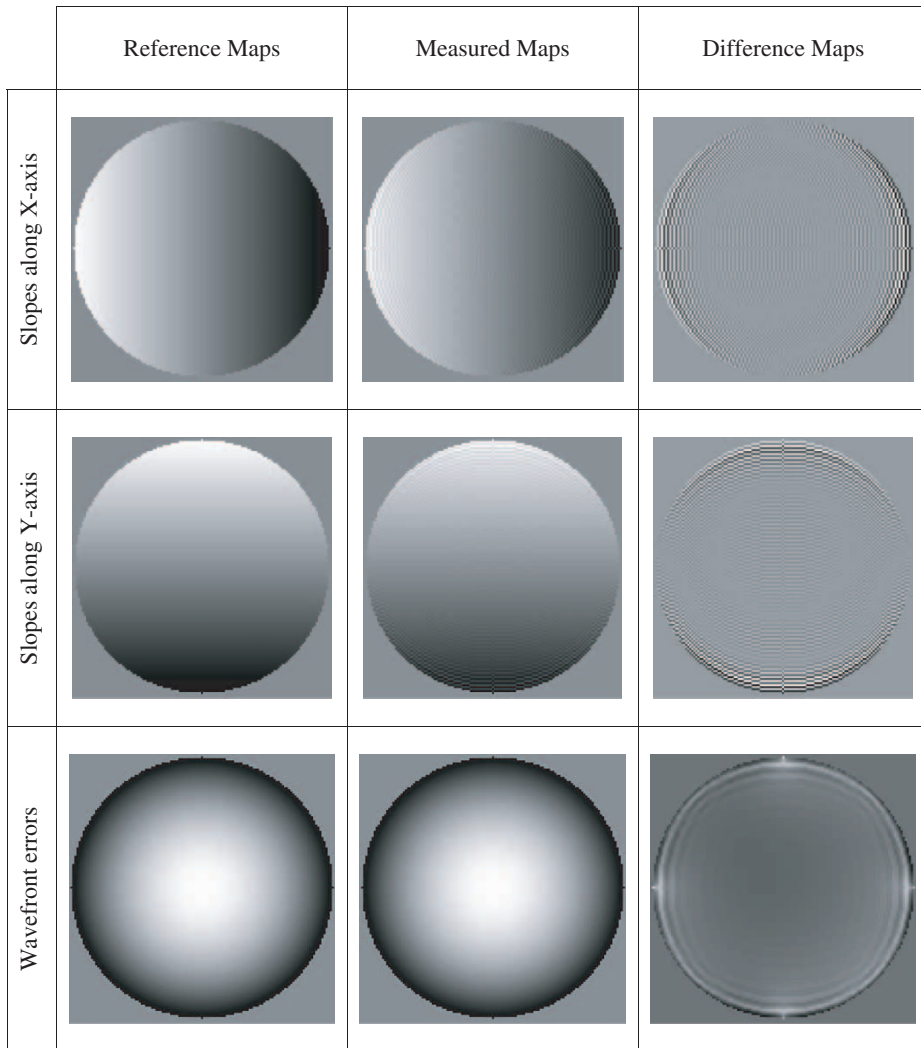 Reference Maps
Measured Maps
Difference Maps
Slopes along X-axis
Slopes along Y-axis
Wavefront errors